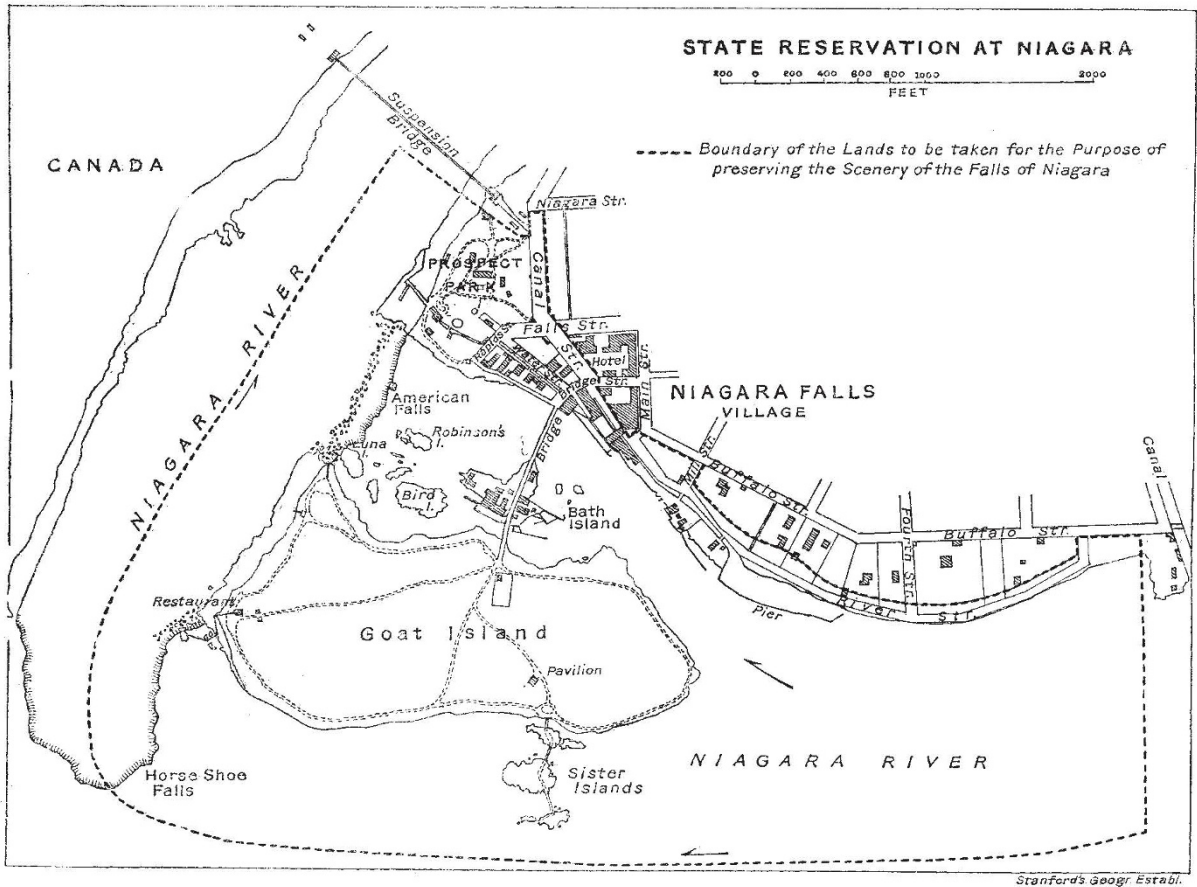 STATE RESERVATION AT NIAGARA
200 0 200 400 600 800 1000 2000
FEET
Boundary of the Lands to be taken for the Purpose of
preserving the Scenery of the Falls of Niagara
CANADA
Suspension
Bridge
Niagara Str.
NIAGARA RIVER
PROSPECT
PARK
Canal
Str.
Falls Str.
Hotel
Main Str.
NIAGARA FALLS
VILLAGE
American
Falls
Robinson's
I.
Luna
Bridge
Bird
I.
Bath
Island
Mill Str.
Buffalo Str.
Fourth Str.
Buffalo Str.
Canal
Restaurant
Goat Island
Pier
River Str.
Pavilion
Horse Shoe
Falls
Sister
Islands
NIAGARA RIVER
Stanford's Geogr. Establ.